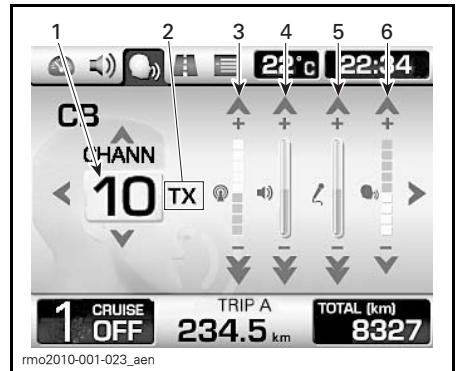 1 2 3 4 5 6
22°c 22:34
CB
CHANN
10 TX
+ + + +
- - - -
1 CRUISE OFF
TRIP A
234.5 km
TOTAL (km)
8327
rmo2010-001-023_aen